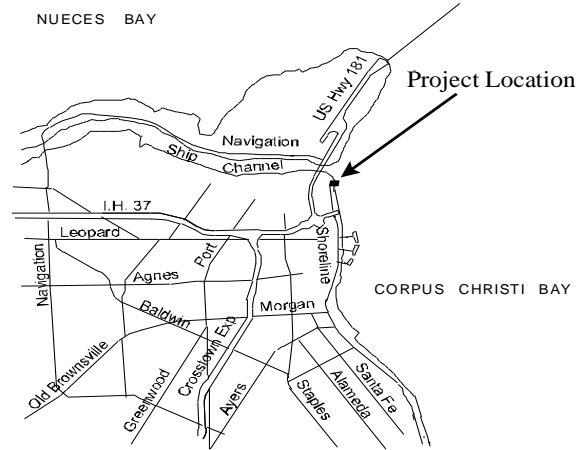 NUECES BAY
US Hwy 181
Project Location
Navigation
Ship
Channel
I.H. 37
Leopard
Port
Shoreline
Navigation
Agnes
CORPUS CHRISTI BAY
Baldwin
Morgan
Crosstown Exp
Old Brownsville
Greenwood
Ayers
Staples
Alameda
Santa Fe